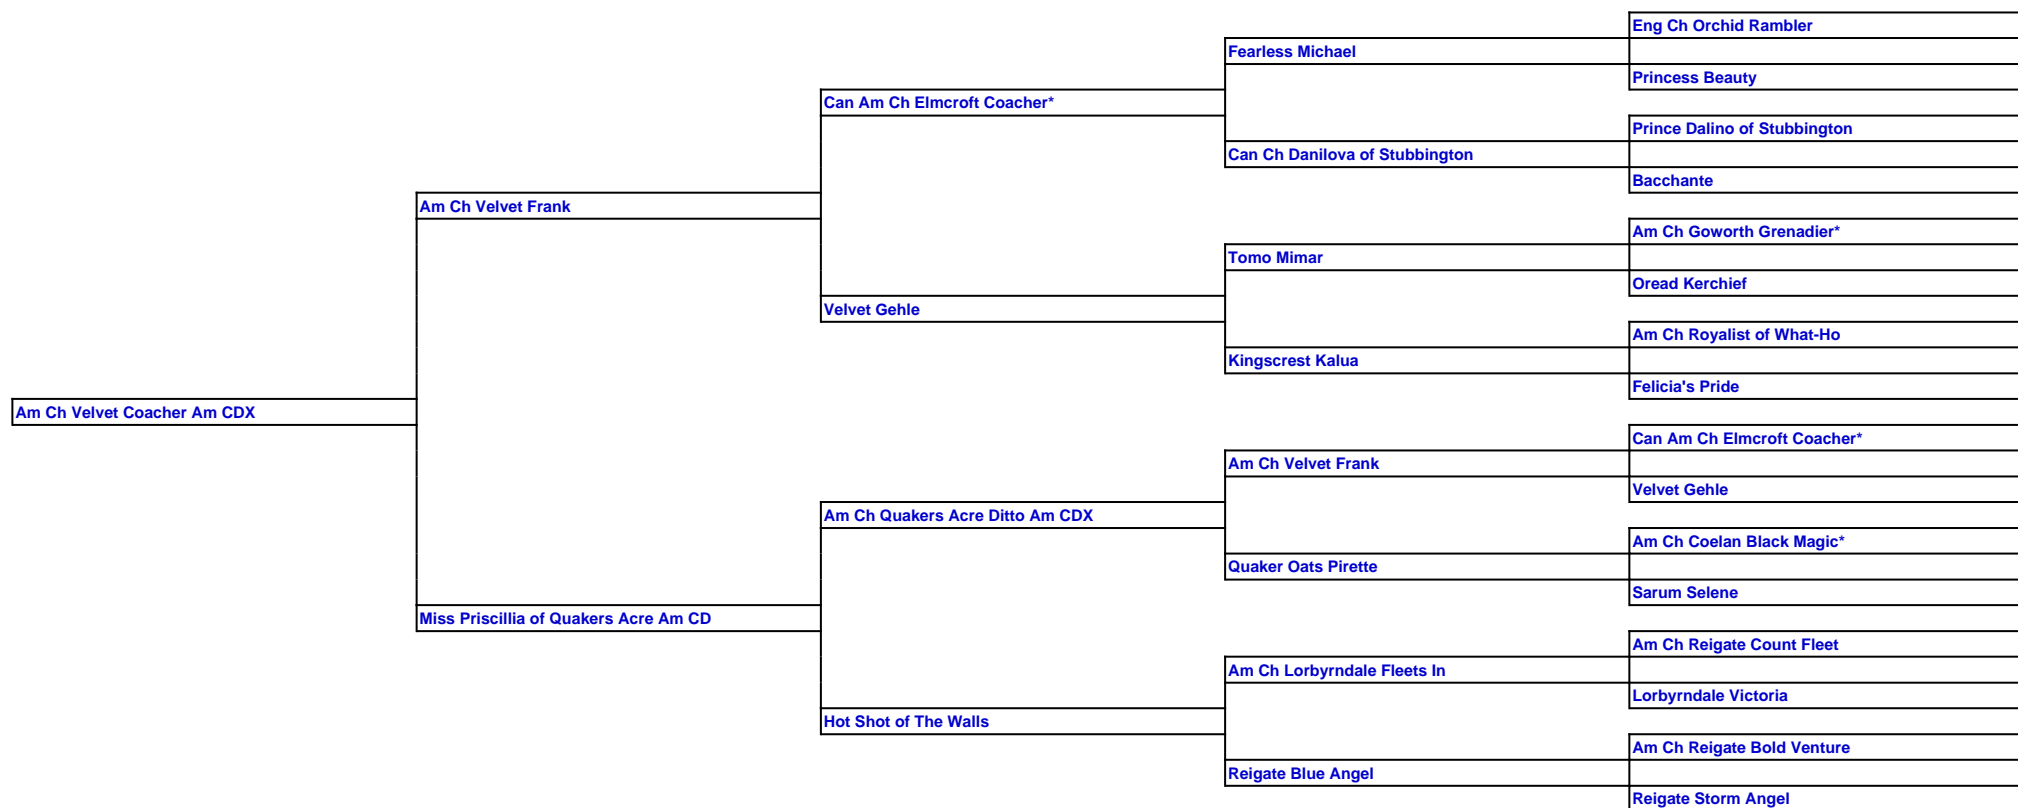 Eng Ch Orchid Rambler
Fearless Michael
Princess Beauty
Can Am Ch Elmcroft Coacher*
Prince Dalino of Stubbington
Can Ch Danilova of Stubbington
Bacchante
Am Ch Velvet Frank
Am Ch Goworth Grenadier*
Tomo Mimar
Oread Kerchief
Velvet Gehle
Am Ch Royalist of What-Ho
Kingscrest Kalua
Felicia's Pride
Am Ch Velvet Coacher Am CDX
Can Am Ch Elmcroft Coacher*
Am Ch Velvet Frank
Velvet Gehle
Am Ch Quakers Acre Ditto Am CDX
Am Ch Coelan Black Magic*
Quaker Oats Pirette
Sarum Selene
Miss Priscillia of Quakers Acre Am CD
Am Ch Reigate Count Fleet
Am Ch Lorbyrndale Fleets In
Lorbyrndale Victoria
Hot Shot of The Walls
Am Ch Reigate Bold Venture
Reigate Blue Angel
Reigate Storm Angel